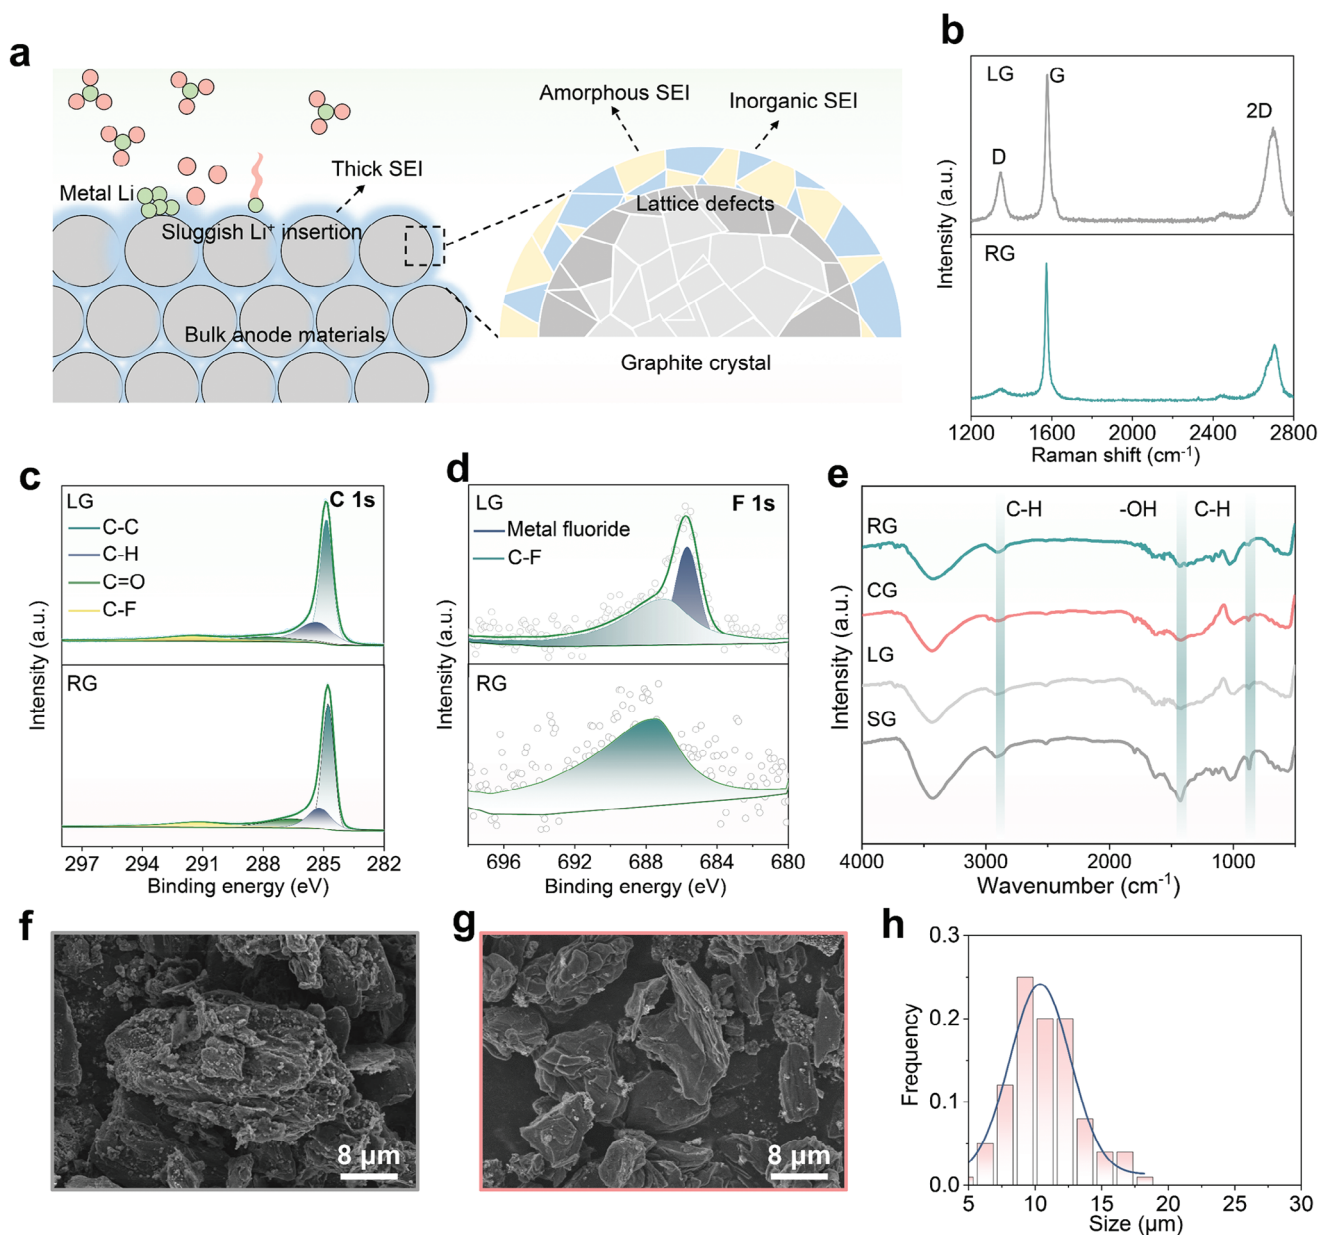 a
Amorphous SEI
Inorganic SEI
Thick SEI
Metal Li
Lattice defects
Sluggish Li⁺ insertion
Bulk anode materials
Graphite crystal
b
LG
G
2D
D
RG
Intensity (a.u.)
1200 1600 2000 2400 2800
Raman shift (cm⁻¹)
c
LG
C 1s
C-C
C-H
C=O
C-F
RG
Intensity (a.u.)
297 294 291 288 285 282
Binding energy (eV)
d
LG
F 1s
Metal fluoride
C-F
RG
Intensity (a.u.)
696 692 688 684 680
Binding energy (eV)
e
C-H
-OH
C-H
RG
CG
LG
SG
Intensity (a.u.)
4000 3000 2000 1000
Wavenumber (cm⁻¹)
f
8 μm
g
8 μm
h
0.3
0.2
0.1
0.0
Frequency
5 10 15 20 25 30
Size (μm)